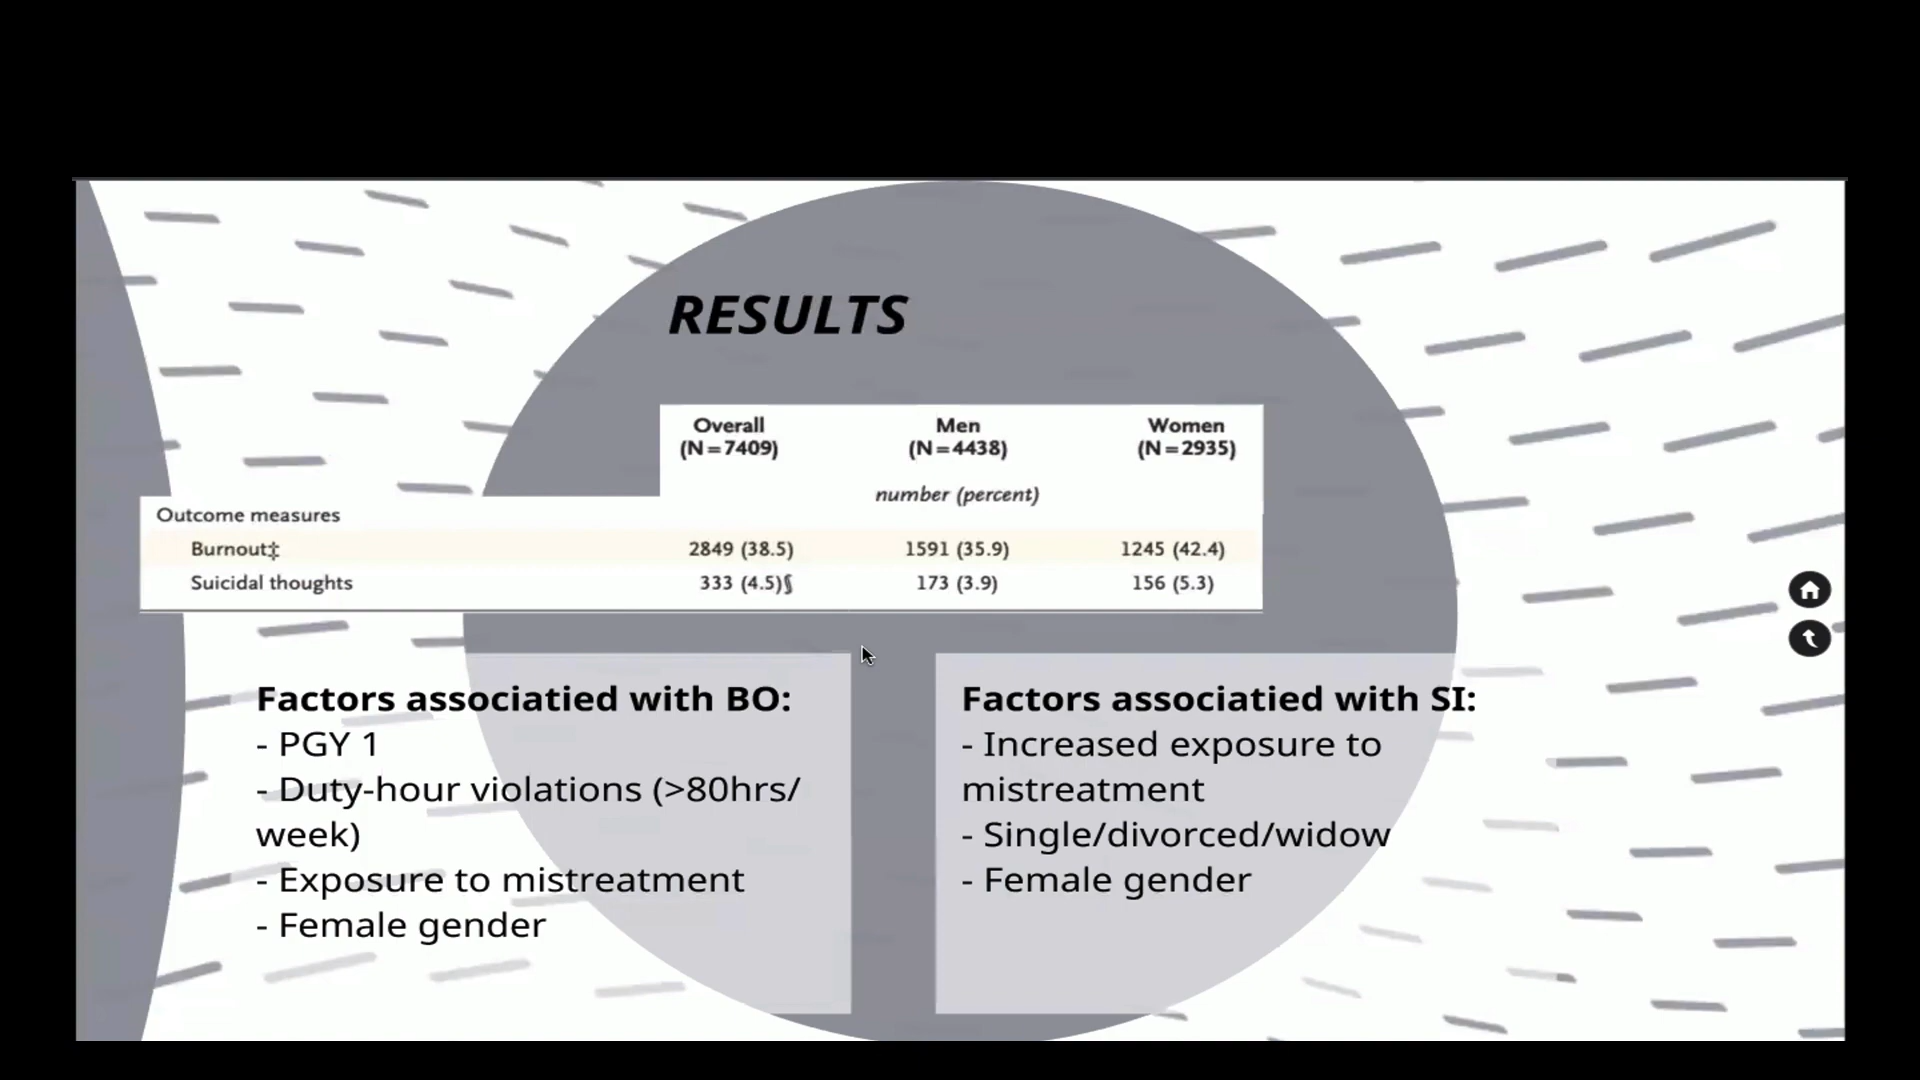 RESULTS
Overall Men Women
(N=7409) (N=4438) (N=2935)
number (percent)
Outcome measures
Burnout‡ 2849 (38.5) 1591 (35.9) 1245 (42.4)
Suicidal thoughts 333 (4.5)§ 173 (3.9) 156 (5.3)
Factors associatied with BO:
- PGY 1
- Duty-hour violations (>80hrs/
week)
- Exposure to mistreatment
- Female gender
Factors associatied with SI:
- Increased exposure to
mistreatment
- Single/divorced/widow
- Female gender